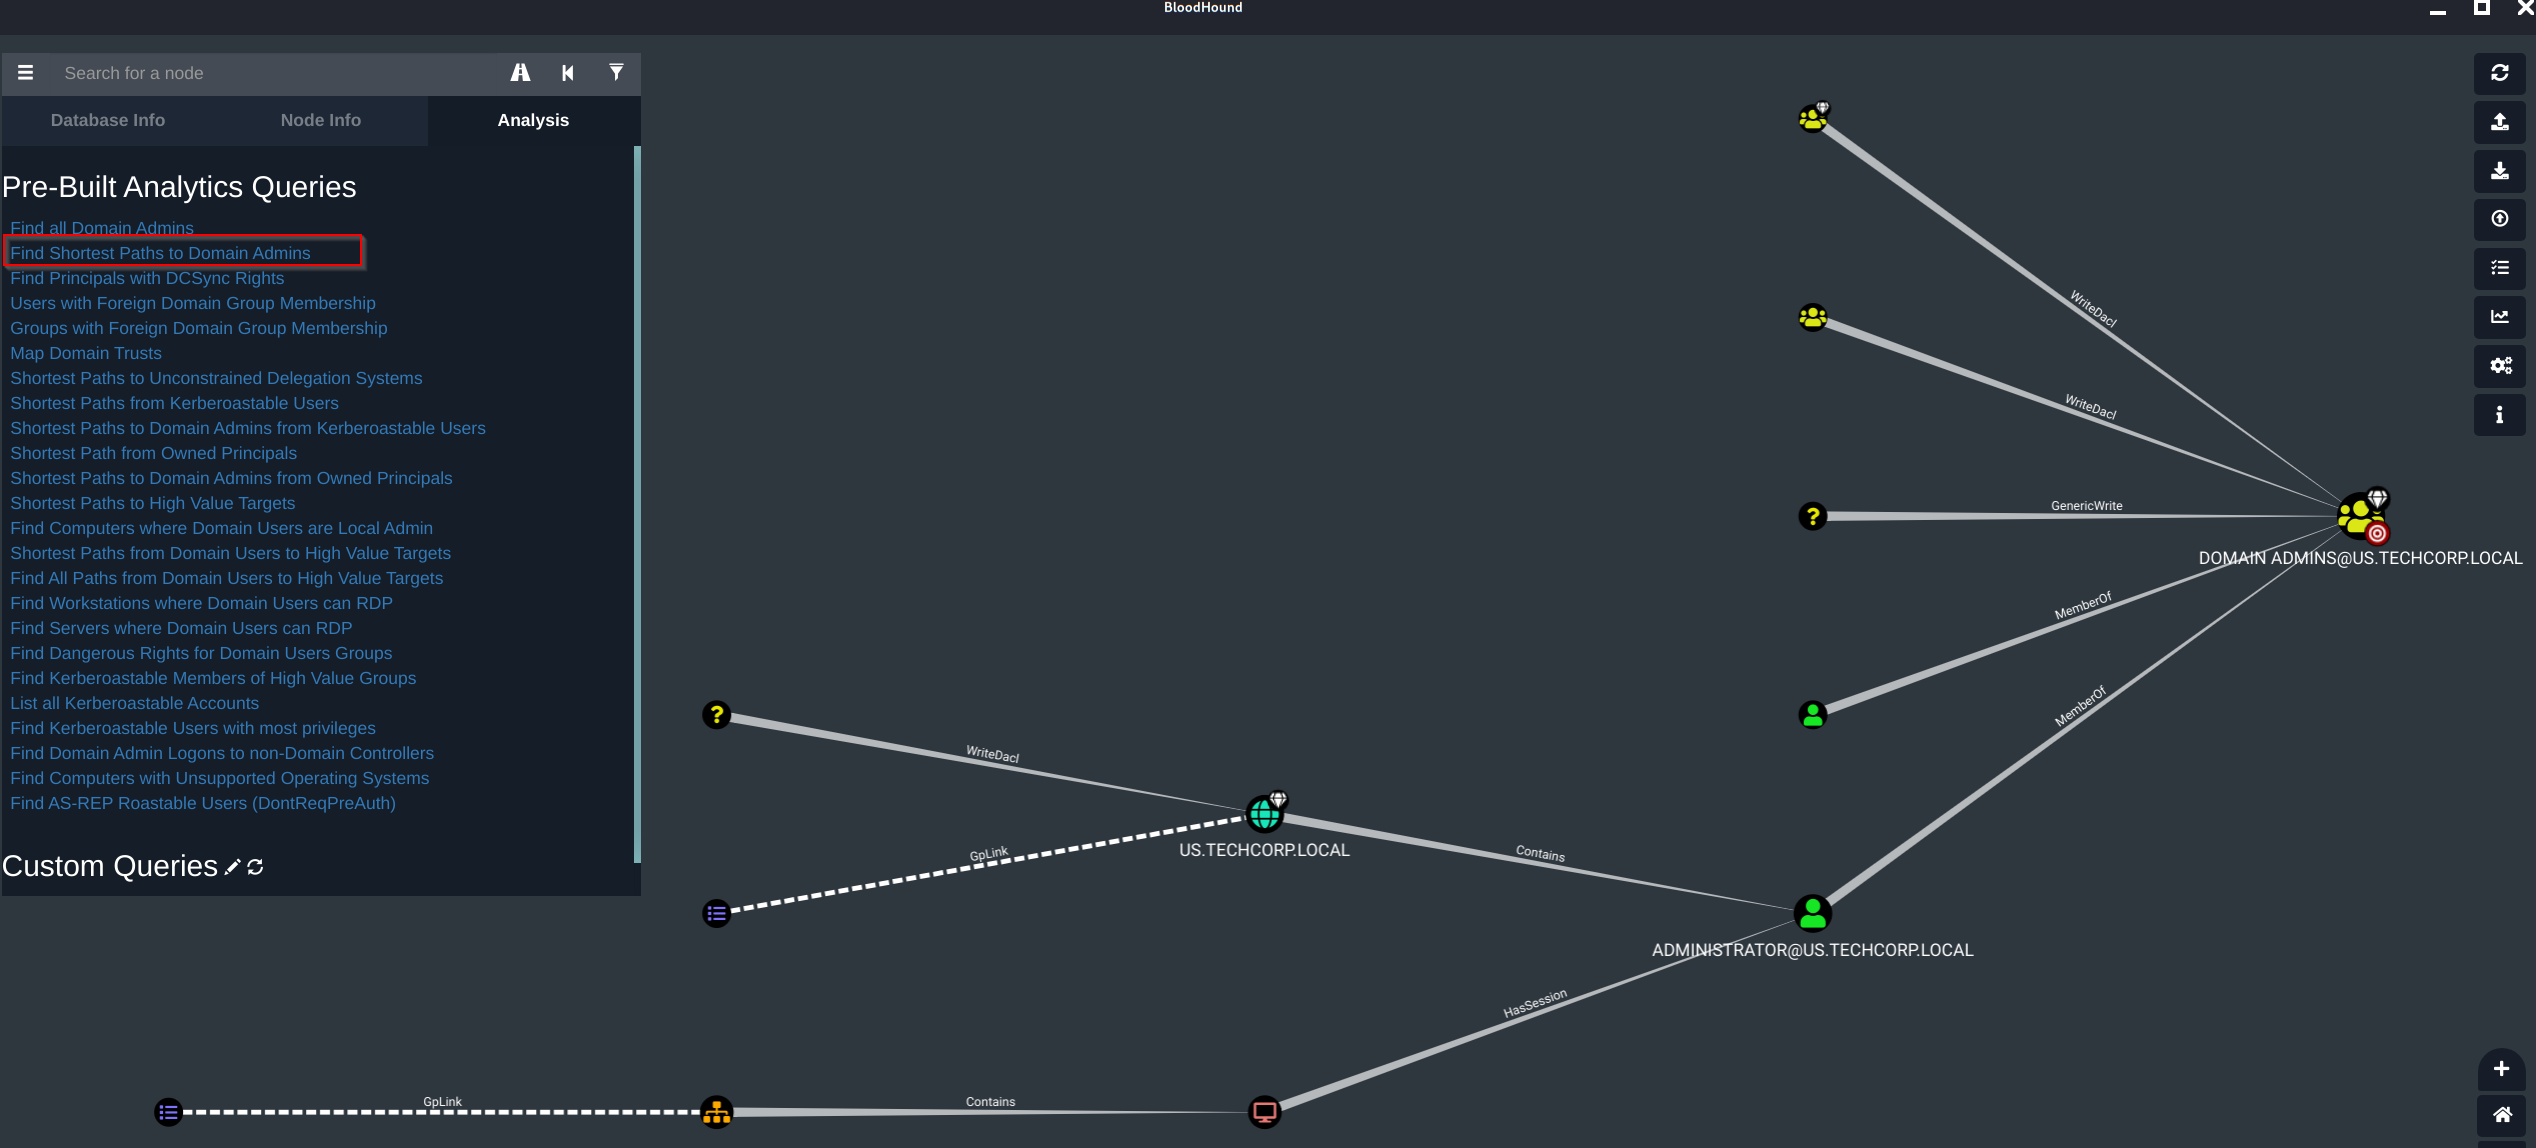 BloodHound
Search for a node
Database Info
Node Info
Analysis
Pre-Built Analytics Queries
Find all Domain Admins
Find Shortest Paths to Domain Admins
Find Principals with DCSync Rights
Users with Foreign Domain Group Membership
Groups with Foreign Domain Group Membership
Map Domain Trusts
Shortest Paths to Unconstrained Delegation Systems
Shortest Paths from Kerberoastable Users
Shortest Paths to Domain Admins from Kerberoastable Users
Shortest Path from Owned Principals
Shortest Paths to Domain Admins from Owned Principals
Shortest Paths to High Value Targets
Find Computers where Domain Users are Local Admin
Shortest Paths from Domain Users to High Value Targets
Find All Paths from Domain Users to High Value Targets
Find Workstations where Domain Users can RDP
Find Servers where Domain Users can RDP
Find Dangerous Rights for Domain Users Groups
Find Kerberoastable Members of High Value Groups
List all Kerberoastable Accounts
Find Kerberoastable Users with most privileges
Find Domain Admin Logons to non-Domain Controllers
Find Computers with Unsupported Operating Systems
Find AS-REP Roastable Users (DontReqPreAuth)
Custom Queries
WriteDacl
WriteDacl
GenericWrite
DOMAIN ADMINS@US.TECHCORP.LOCAL
MemberOf
MemberOf
WriteDacl
GpLink
US.TECHCORP.LOCAL
Contains
ADMINISTRATOR@US.TECHCORP.LOCAL
HasSession
GpLink
Contains